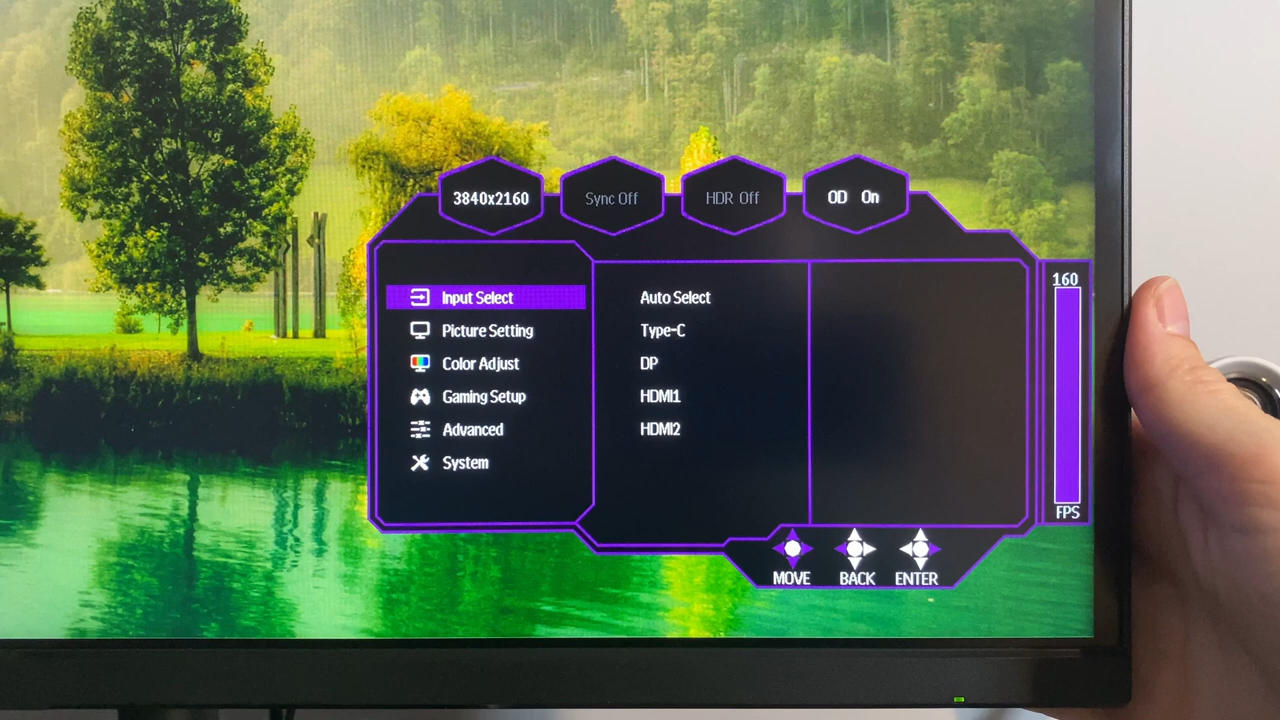 3840x2160
Sync Off
HDR Off
OD On
160
Input Select
Picture Setting
Color Adjust
Gaming Setup
Advanced
System
Auto Select
Type-C
DP
HDMI1
HDMI2
FPS
MOVE
BACK
ENTER